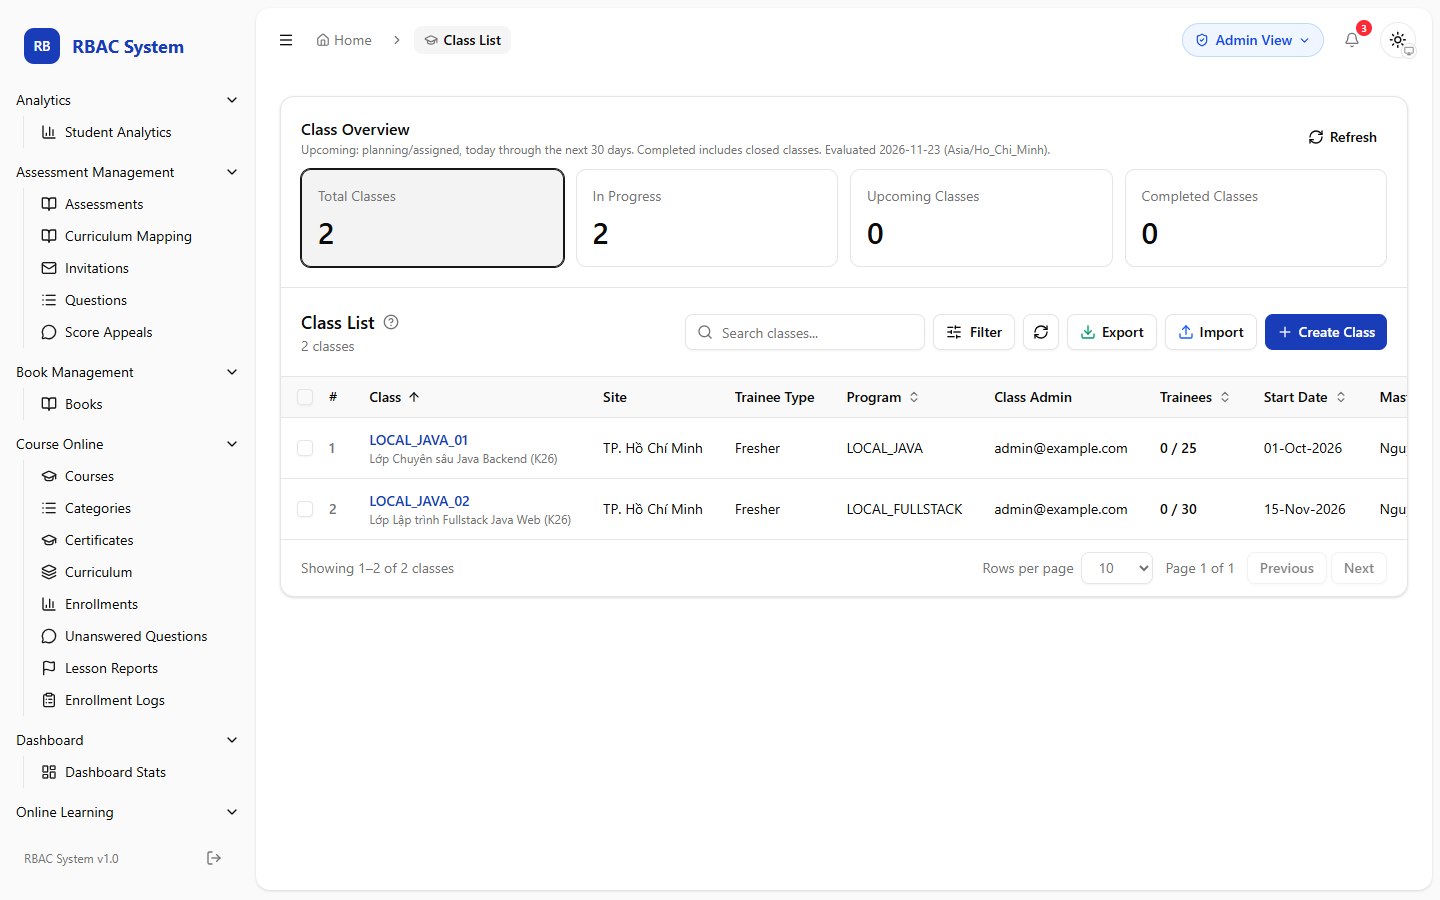 RB RBAC System
Home Class List
Admin View
3
Analytics
Student Analytics
Assessment Management
Assessments
Curriculum Mapping
Invitations
Questions
Score Appeals
Book Management
Books
Course Online
Courses
Categories
Certificates
Curriculum
Enrollments
Unanswered Questions
Lesson Reports
Enrollment Logs
Dashboard
Dashboard Stats
Online Learning
RBAC System v1.0
Class Overview
Upcoming: planning/assigned, today through the next 30 days. Completed includes closed classes. Evaluated 2026-11-23 (Asia/Ho_Chi_Minh).
Refresh
Total Classes
2
In Progress
2
Upcoming Classes
0
Completed Classes
0
Class List
2 classes
Search classes...
Filter
Export
Import
Create Class
# Class Site Trainee Type Program Class Admin Trainees Start Date Mas
1 LOCAL_JAVA_01 TP. Hồ Chí Minh Fresher LOCAL_JAVA admin@example.com 0 / 25 01-Oct-2026 Ngu
Lớp Chuyên sâu Java Backend (K26)
2 LOCAL_JAVA_02 TP. Hồ Chí Minh Fresher LOCAL_FULLSTACK admin@example.com 0 / 30 15-Nov-2026 Ngu
Lớp Lập trình Fullstack Java Web (K26)
Showing 1–2 of 2 classes
Rows per page 10 Page 1 of 1 Previous Next